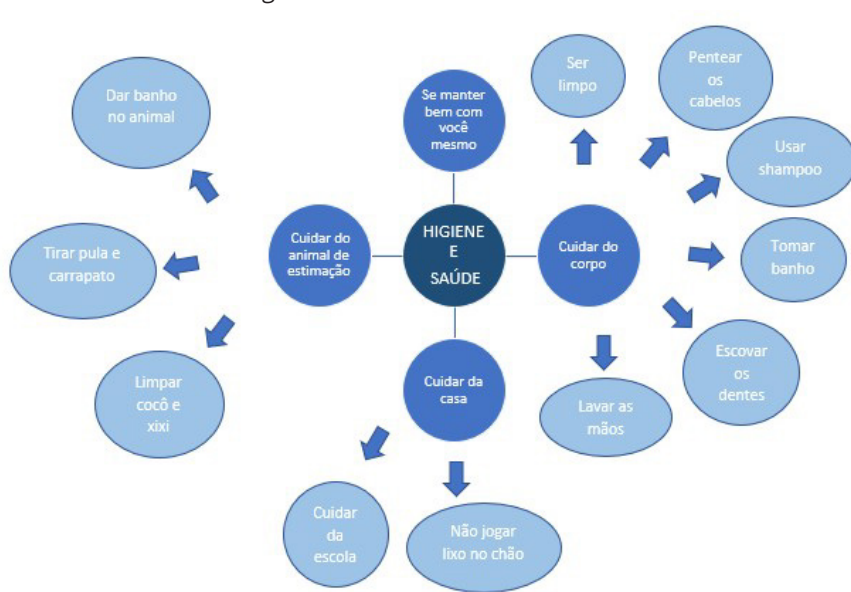 Dar banho
no animal
Tirar pula e
carrapato
Limpar
cocô e
xixi
Cuidar do
animal de
estimação
Se manter
bem com
você
mesmo
HIGIENE
E
SAÚDE
Cuidar da
casa
Cuidar
da
escola
Não jogar
lixo no chão
Cuidar do
corpo
Ser
limpo
Pentear
os
cabelos
Usar
shampoo
Tomar
banho
Escovar
os
dentes
Lavar as
mãos